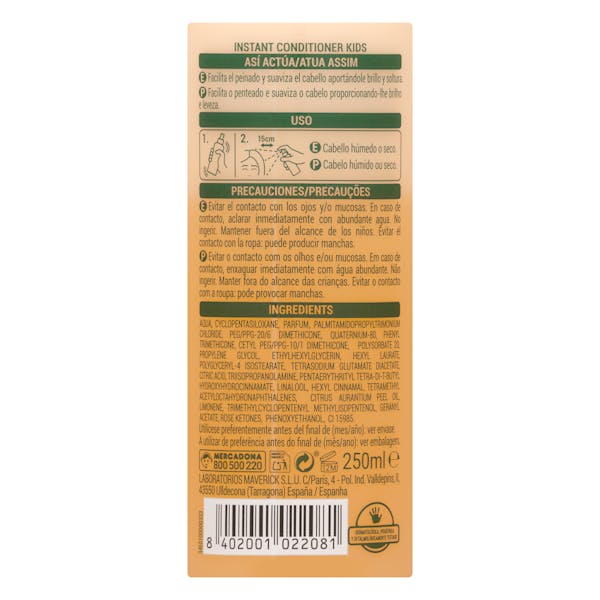 INSTANT CONDITIONER KIDS
ASÍ ACTÚA/ATUA ASSIM
E Facilita el peinado y suaviza el cabello aportándole brillo y soltura.
P Facilita o penteado e suaviza o cabelo proporcionando-lhe brilho
e leveza.
USO
1. 2. 15cm
E Cabello húmedo o seco.
P Cabelo húmido ou seco.
PRECAUCIONES/PRECAUÇÕES
E Evitar el contacto con los ojos y/o mucosas. En caso de
contacto, aclarar inmediatamente con abundante agua. No
ingerir. Mantener fuera del alcance de los niños. Evitar el
contacto con la ropa: puede producir manchas.
P Evitar o contacto com os olhos e/ou mucosas. Em caso de
contacto, enxaguar imediatamente com água abundante. Não
ingerir. Manter fora do alcance das crianças. Evitar o contacto
com a roupa: pode provocar manchas.
INGREDIENTS
AQUA, CYCLOPENTASILOXANE, PARFUM, PALMITAMIDOPROPYLTRIMONIUM
CHLORIDE, PEG/PPG-20/6 DIMETHICONE, QUATERNIUM-80, PHENYL
TRIMETHICONE, CETYL PEG/PPG-10/1 DIMETHICONE, POLYSORBATE 20,
PROPYLENE GLYCOL, ETHYLHEXYLGLYCERIN, HEXYL LAURATE,
POLYGLYCERYL-4 ISOSTEARATE, TETRASODIUM GLUTAMATE DIACETATE,
CITRIC ACID, TRIISOPROPANOLAMINE, PENTAERYTHRITYL TETRA-DI-T-BUTYL
HYDROXYHYDROCINNAMATE, LINALOOL, HEXYL CINNAMAL, TETRAMETHYL
ACETYLOCTAHYDRONAPHTHALENES, CITRUS AURANTIUM PEEL OIL,
LIMONENE, TRIMETHYLCYCLOPENTENYL METHYLISOPENTENOL, GERANYL
ACETATE, ROSE KETONES, PHENOXYETHANOL, CI 15985.
Utilícese preferentemente antes del final de (mes/año): ver envase.
A utilizar de preferência antes do final de (mês/ano): ver embalagem.
MERCADONA
800 500 220
12M 250ml e
LABORATORIOS MAVERICK S.L.U. C/París, 4 - Pol. Ind. Valldepins, II,
43550 Ulldecona (Tarragona) España / Espanha
8 402001 022081
DERMATOLÓGICA, PEDIÁTRICA
Y OFTALMOLÓGICAMENTE TESTADO